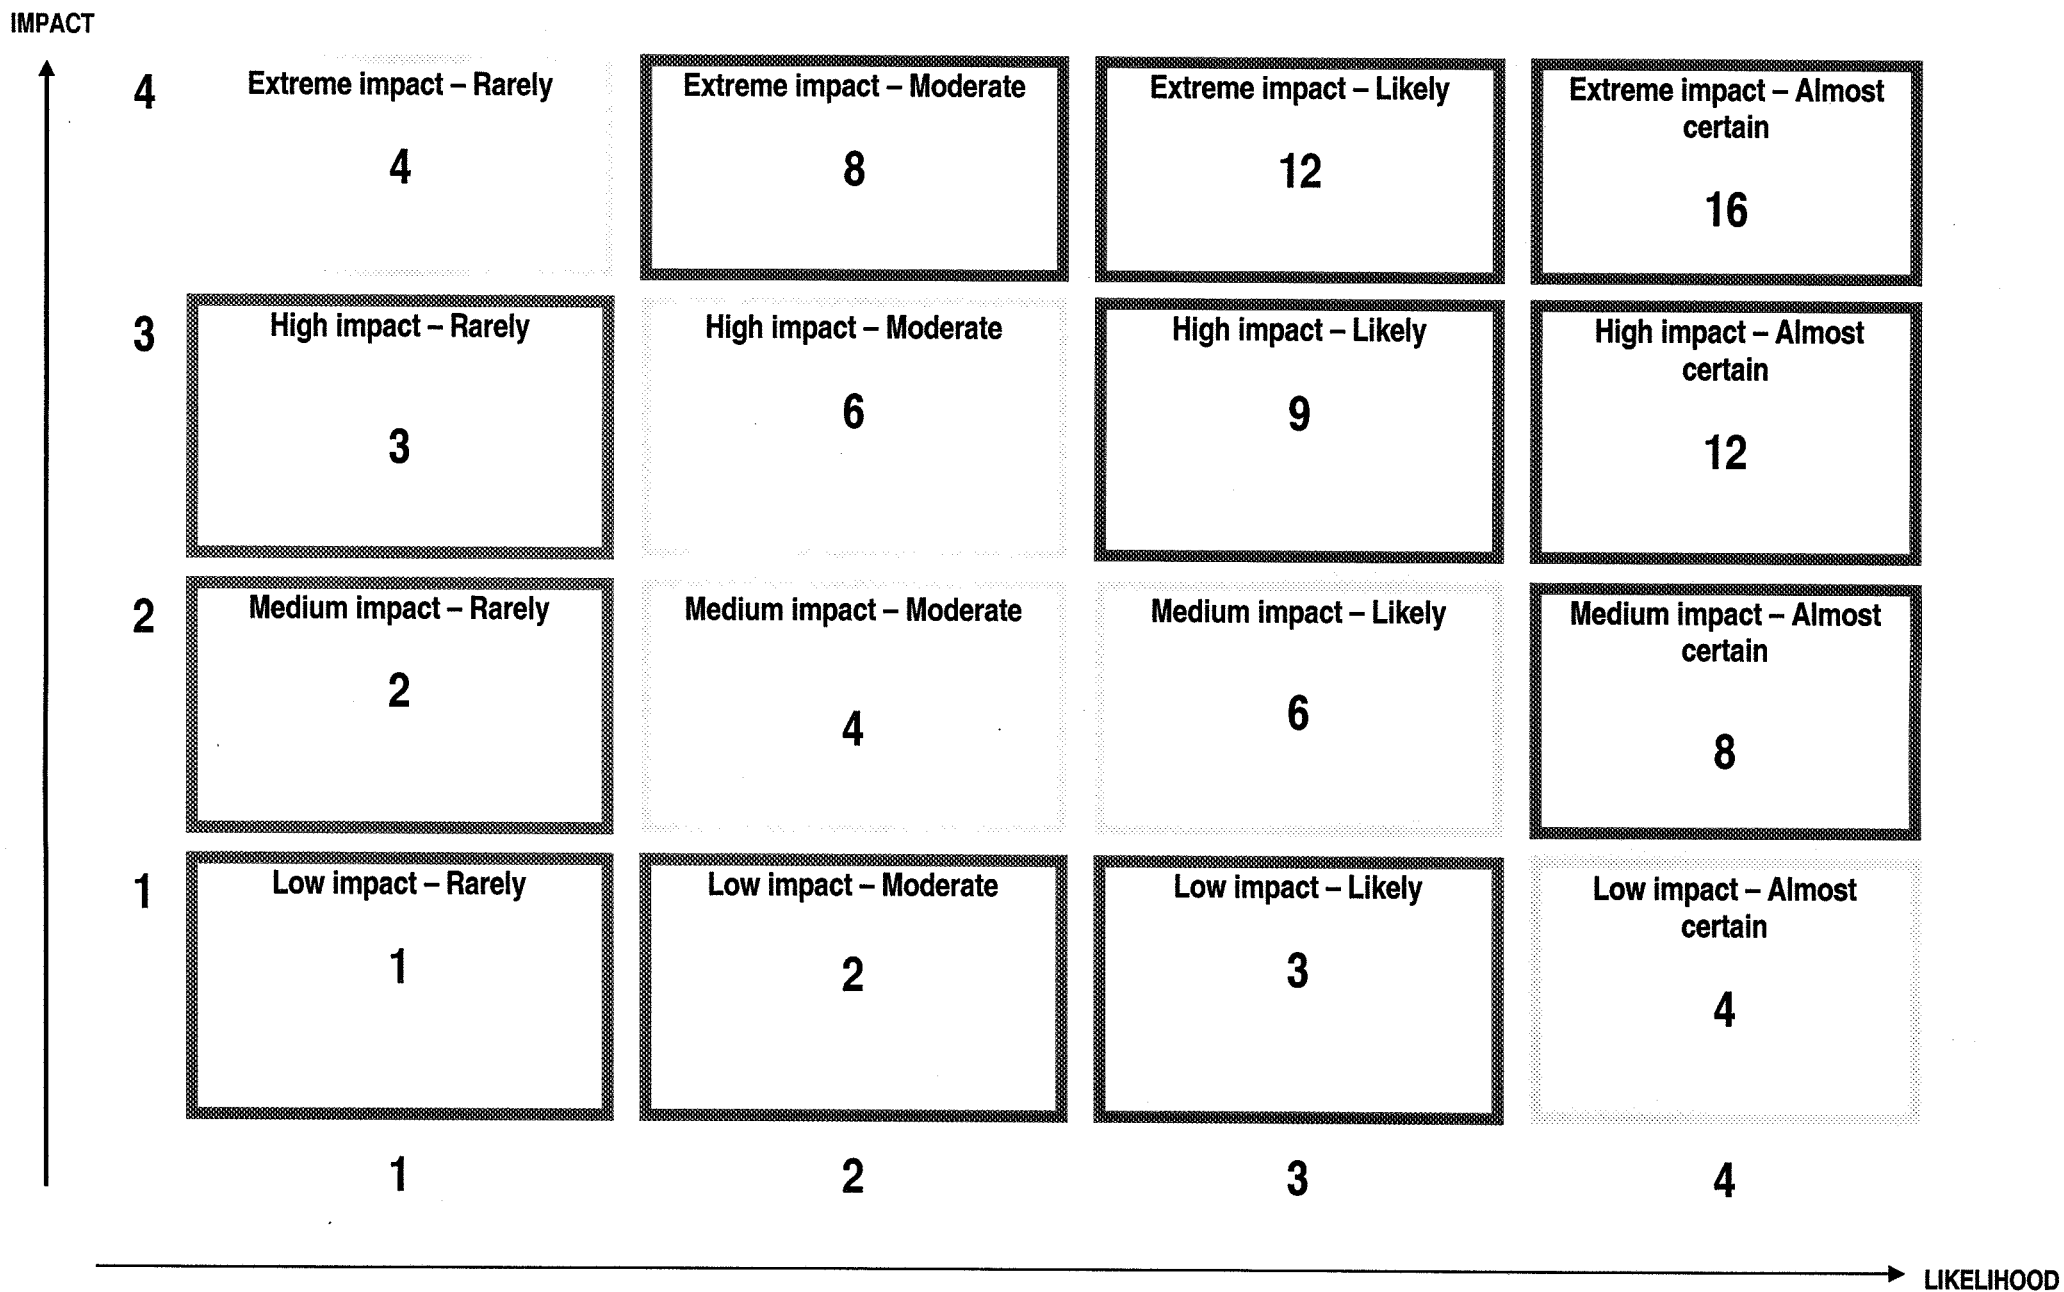 IMPACT
4
Extreme impact – Rarely
4
Extreme impact – Moderate
8
Extreme impact – Likely
12
Extreme impact – Almost
certain
16
3
High impact – Rarely
3
High impact – Moderate
6
High impact – Likely
9
High impact – Almost
certain
12
2
Medium impact – Rarely
2
Medium impact – Moderate
4
Medium impact – Likely
6
Medium impact – Almost
certain
8
1
Low impact – Rarely
1
Low impact – Moderate
2
Low impact – Likely
3
Low impact – Almost
certain
4
1
2
3
4
LIKELIHOOD